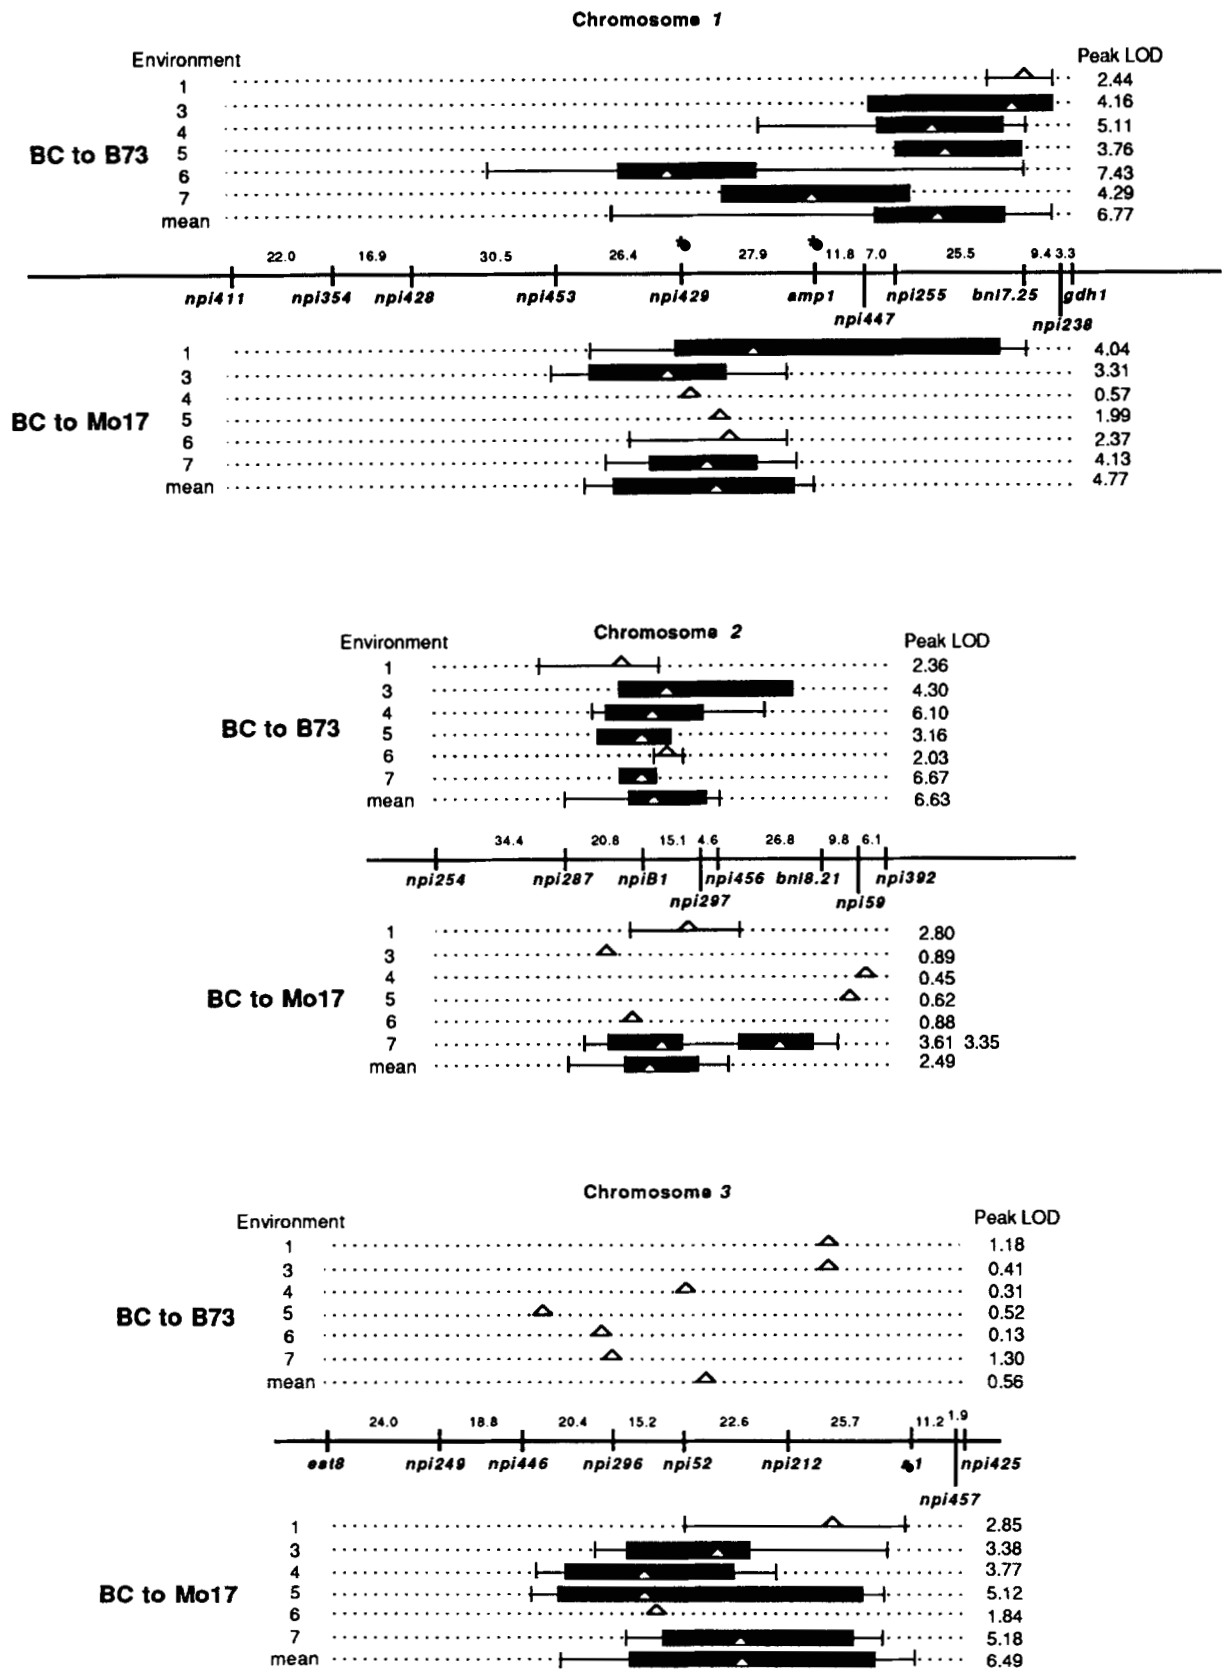 Chromosome 1
Environment Peak LOD
1 2.44
3 4.16
4 5.11
BC to B73
5 3.76
6 7.43
7 4.29
mean 6.77
22.0 16.9 30.5 26.4 27.9 11.8 7.0 25.5 9.4 3.3
npi411 npi354 npi428 npi453 npi429 amp1 npi255 bnl7.25 gdh1
npi447 npi238
1 4.04
3 3.31
4 0.57
BC to Mo17
5 1.99
6 2.37
7 4.13
mean 4.77
Chromosome 2
Environment Peak LOD
1 2.36
3 4.30
4 6.10
BC to B73
5 3.16
6 2.03
7 6.67
mean 6.63
34.4 20.8 15.1 4.6 26.8 9.8 6.1
npi254 npi287 npiB1 npi456 bnl8.21 npi392
npi297 npi59
1 2.80
3 0.89
4 0.45
BC to Mo17
5 0.62
6 0.88
7 3.61 3.35
mean 2.49
Chromosome 3
Environment Peak LOD
1 1.18
3 0.41
4 0.31
BC to B73
5 0.52
6 0.13
7 1.30
mean 0.56
24.0 18.8 20.4 15.2 22.6 25.7 11.2 1.9
est8 npi249 npi446 npi296 npi52 npi212 npi425
npi457
1 2.85
3 3.38
4 3.77
BC to Mo17
5 5.12
6 1.84
7 5.18
mean 6.49